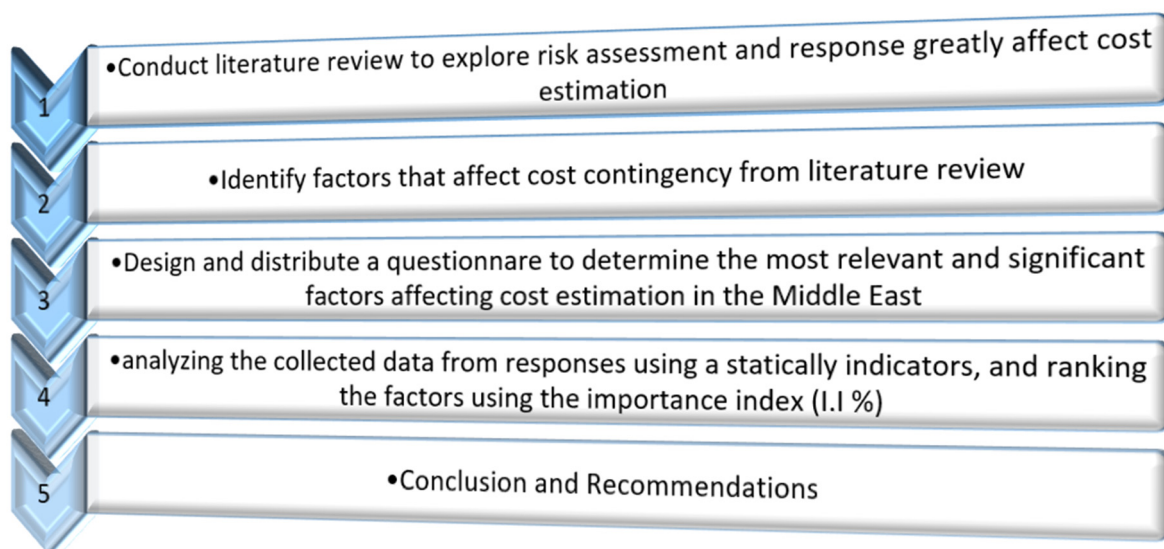 1
•Conduct literature review to explore risk assessment and response greatly affect cost
estimation
2
•Identify factors that affect cost contingency from literature review
3
•Design and distribute a questionnare to determine the most relevant and significant
factors affecting cost estimation in the Middle East
4
•analyzing the collected data from responses using a statically indicators, and ranking
the factors using the importance index (I.I %)
5
•Conclusion and Recommendations